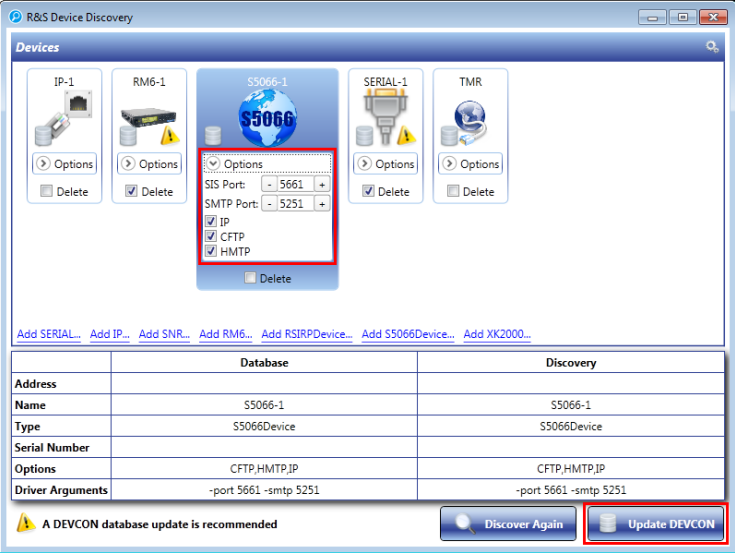 R&S Device Discovery
Devices
IP-1 RM6-1 S5066-1 SERIAL-1 TMR
S5066
Options Options Options Options Options
Delete Delete Delete Delete
SIS Port: - 5661 +
SMTP Port: - 5251 +
IP
CFTP
HMTP
Delete
Add SERIAL... Add IP... Add SNR... Add RM6... Add RSIRPDevice... Add S5066Device... Add XK2000...
Database Discovery
Address
Name S5066-1 S5066-1
Type S5066Device S5066Device
Serial Number
Options CFTP,HMTP,IP CFTP,HMTP,IP
Driver Arguments -port 5661 -smtp 5251 -port 5661 -smtp 5251
A DEVCON database update is recommended Discover Again Update DEVCON